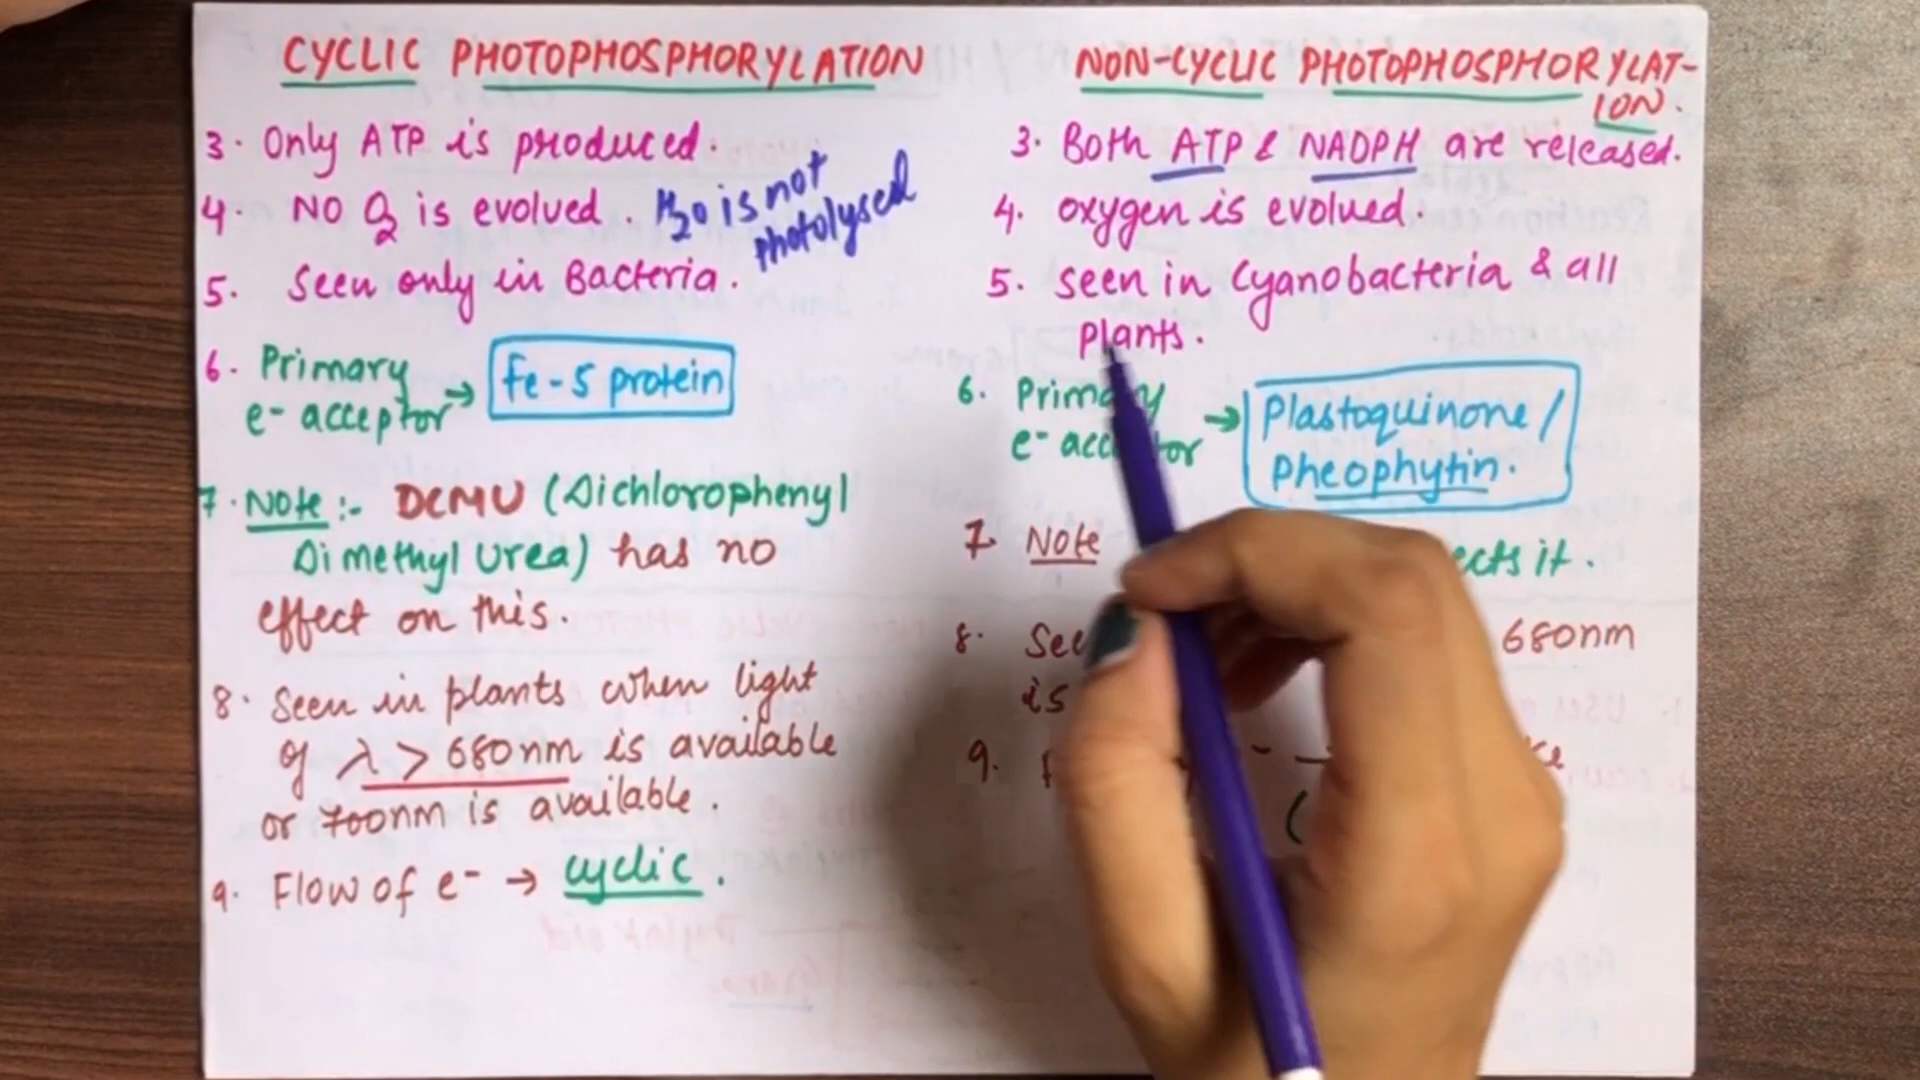 CYCLIC PHOTOPHOSPHORYLATION
3. Only ATP is produced.
4. NO O2 is evolved. H2O is not
photolysed
5. Seen only in Bacteria.
6. Primary
e- acceptor → Fe-S protein
7. Note:- DCMU (Dichlorophenyl
Dimethyl Urea) has no
effect on this.
8. Seen in plants when light
of λ > 680nm is available
or 700nm is available.
9. Flow of e- → cyclic.
NON-CYCLIC PHOTOPHOSPHORYLAT-
ION.
3. Both ATP & NADPH are released.
4. oxygen is evolved.
5. seen in Cyanobacteria & all
plants.
6. Primary
e- acceptor → Plastoquinone /
Pheophytin.
7. Note it.
8. 680nm
is
9.